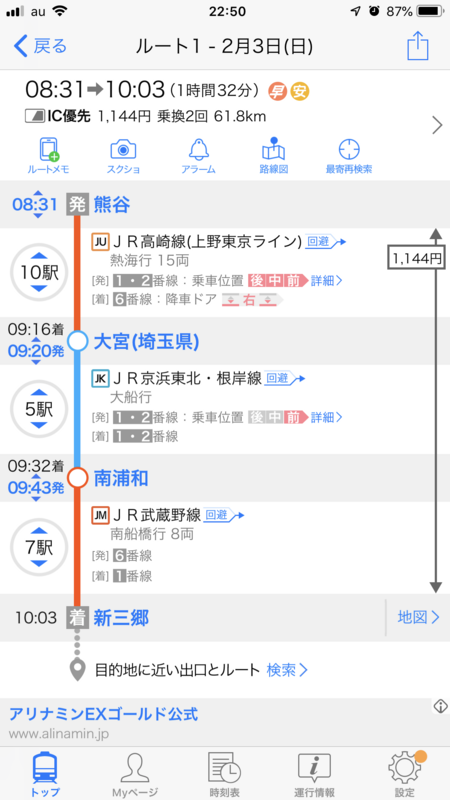 au 22:50 87%
戻る ルート1 - 2月3日(日)
08:31➡10:03 (1時間32分) 早 安
IC優先 1,144円 乗換2回 61.8km
ルートメモ スクショ アラーム 路線図 最寄再検索
08:31 発 熊谷
JU ＪＲ高崎線(上野東京ライン) 回避
熱海行 15両
10駅
[発] 1・2番線：乗車位置 後 中 前 詳細
[着] 6番線：降車ドア 右
1,144円
09:16着
09:20発 大宮(埼玉県)
JK ＪＲ京浜東北・根岸線 回避
大船行
5駅
[発] 1・2番線：乗車位置 後 中 前 詳細
[着] 1・2番線
09:32着
09:43発 南浦和
JM ＪＲ武蔵野線 回避
南船橋行 8両
7駅
[発] 6番線
[着] 1番線
10:03 着 新三郷 地図
目的地に近い出口とルート 検索
アリナミンEXゴールド公式
www.alinamin.jp
トップ Myページ 時刻表 運行情報 設定